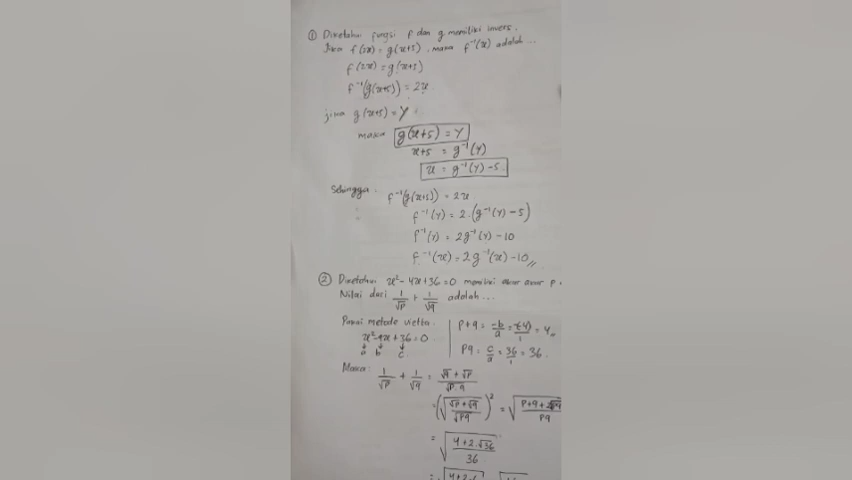 ① Diketahui fungsi f dan g memiliki invers.
Jika f(2x) = g(x+5), maka f⁻¹(x) adalah ...
f(2x) = g(x+5)
f⁻¹(g(x+5)) = 2x
jika g(x+5) = y
maka g(x+5) = y
x+5 = g⁻¹(y)
x = g⁻¹(y) - 5
Sehingga.
f⁻¹(g(x+5)) = 2x
f⁻¹(y) = 2.(g⁻¹(y) - 5)
f⁻¹(y) = 2g⁻¹(y) - 10
f⁻¹(x) = 2g⁻¹(x) - 10 //
② Diketahui x² - 4x + 36 = 0 memiliki akar akar p
Nilai dari 1/√p + 1/√q adalah ...
Pakai metode vietta.
x² - 4x + 36 = 0
a b c
p+q = -b/a = -(-4)/1 = 4
pq = c/a = 36/1 = 36.
Maka: 1/√p + 1/√q = (√q + √p)/√p.q
= (√((√p + √q)/√pq))² = √((p+q+2√pq)/pq)
= √((4+2.√36)/36)